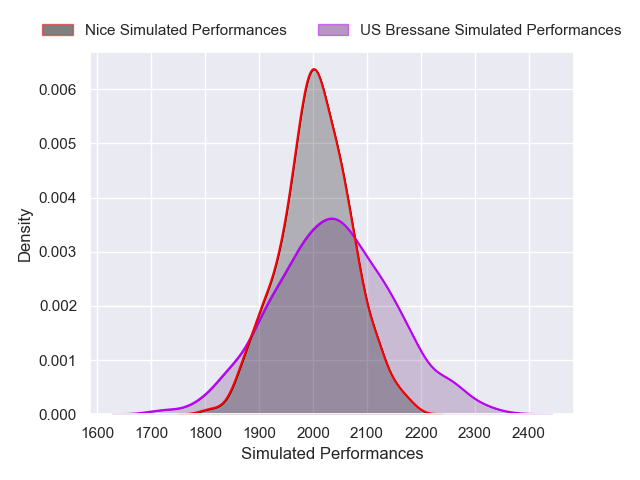 Nice Simulated Performances US Bressane Simulated Performances
0.006
0.005
0.004
0.003
0.002
0.001
0.000
Density
1600 1700 1800 1900 2000 2100 2200 2300 2400
Simulated Performances